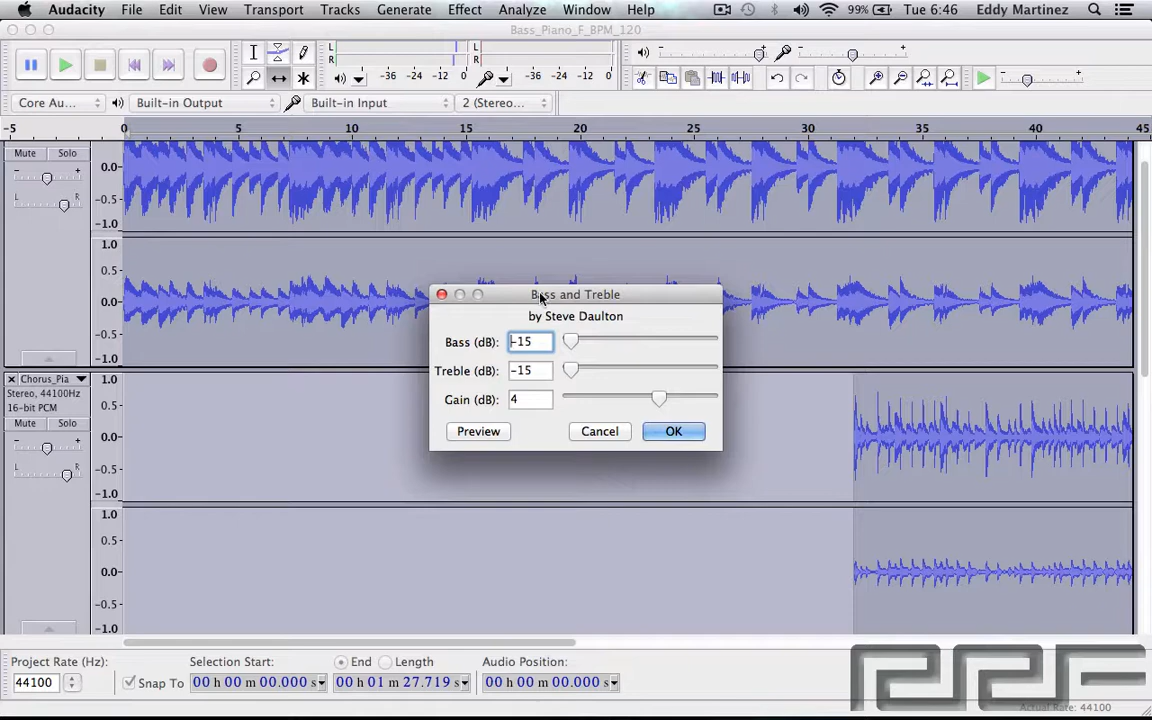 Audacity File Edit View Transport Tracks Generate Effect Analyze Window Help 99% Tue 6:46 Eddy Martinez
Bass_Piano_F_BPM_120
L
R
-36 -24 -12 0
L
R
-36 -24 -12 0
Core Au... Built-in Output Built-in Input 2 (Stereo...
-5 0 5 10 15 20 25 30 35 40 45
Mute Solo
- +
L R
0.0
-0.5
-1.0
1.0
0.5
0.0
-0.5
-1.0
Bass and Treble
by Steve Daulton
Bass (dB): -15
Treble (dB): -15
Gain (dB): 4
Preview Cancel OK
Chorus_Pia
Stereo, 44100Hz
16-bit PCM
Mute Solo
- +
L R
1.0
0.5
0.0
-0.5
-1.0
1.0
0.5
0.0
-0.5
-1.0
Project Rate (Hz): Selection Start: End Length Audio Position:
44100 Snap To 00 h 00 m 00.000 s 00 h 01 m 27.719 s 00 h 00 m 00.000 s
Actual Rate: 44100